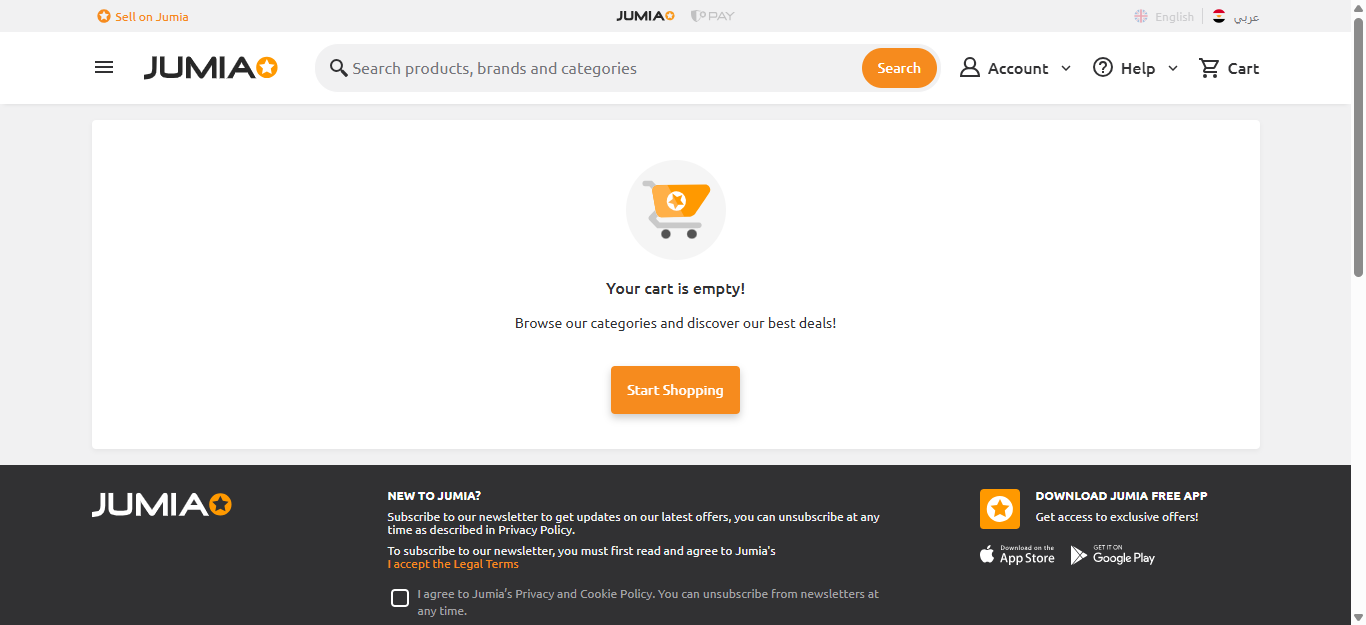 Sell on Jumia
JUMIA
PAY
English
عربي
JUMIA
Search products, brands and categories
Search
Account
Help
Cart
Your cart is empty!
Browse our categories and discover our best deals!
Start Shopping
JUMIA
NEW TO JUMIA?
Subscribe to our newsletter to get updates on our latest offers, you can unsubscribe at any
time as described in Privacy Policy.
To subscribe to our newsletter, you must first read and agree to Jumia's
I accept the Legal Terms
I agree to Jumia's Privacy and Cookie Policy. You can unsubscribe from newsletters at
any time.
DOWNLOAD JUMIA FREE APP
Get access to exclusive offers!
Download on the
App Store
GET IT ON
Google Play